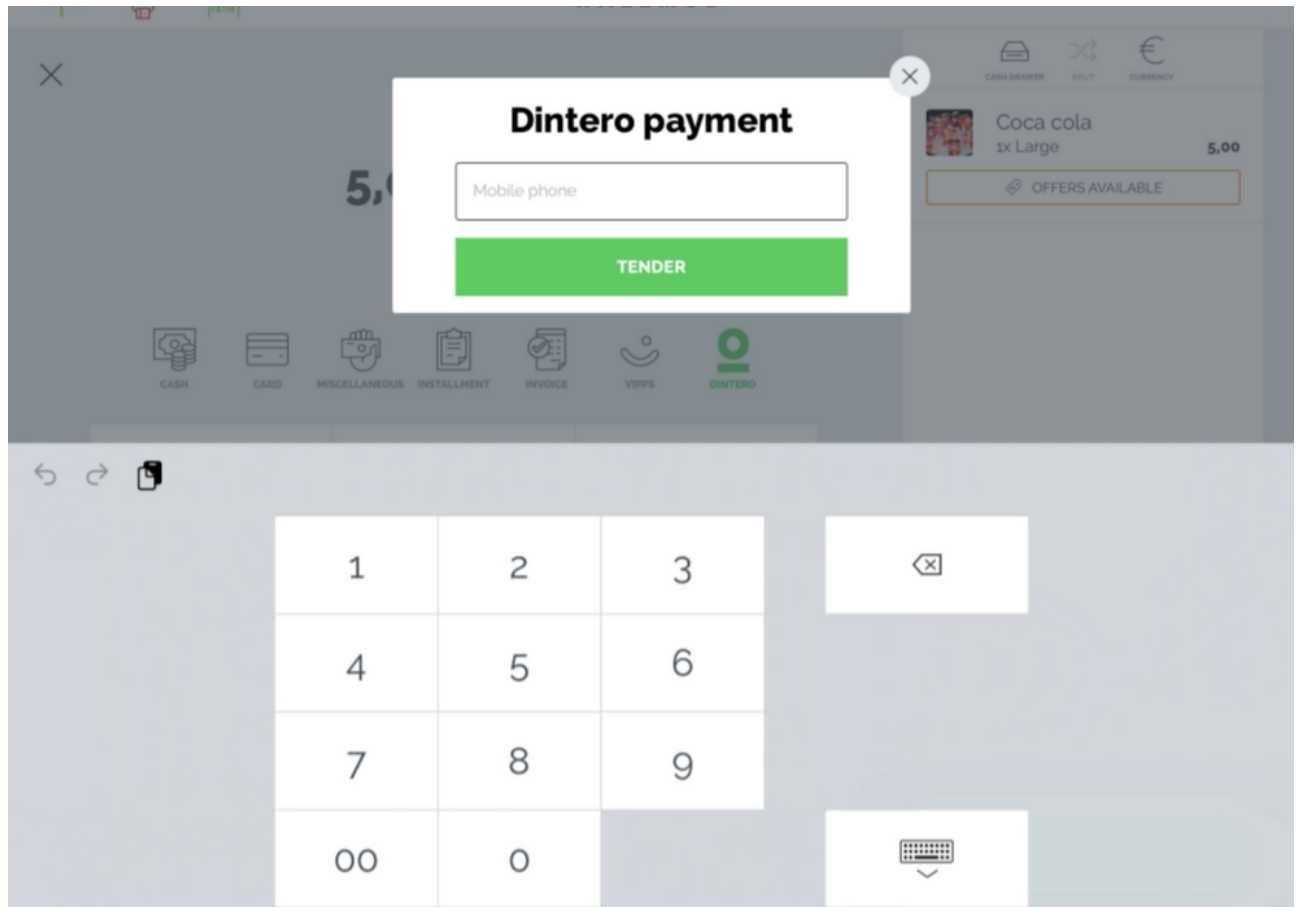 CASH DRAWER
SPLIT
CURRENCY
Dintero payment
Coca cola
1x Large
5,00
Mobile phone
OFFERS AVAILABLE
TENDER
CASH
CARD
MISCELLANEOUS
INSTALLMENT
INVOICE
VIPPS
DINTERO
1
2
3
4
5
6
7
8
9
00
0